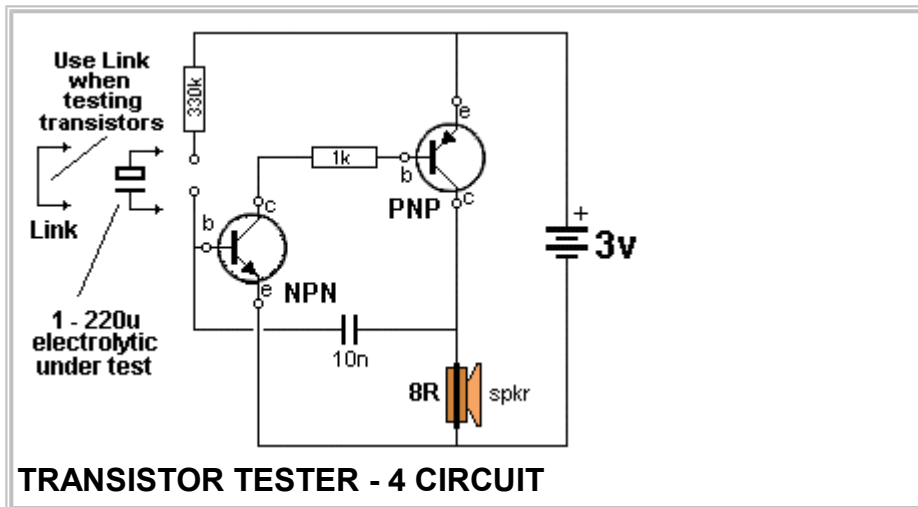 Use Link
when
testing
transistors
330k
e
1k
b
c
PNP
+
3v
Link
b
c
e
NPN
1 - 220u
electrolytic
under test
10n
8R
spkr
TRANSISTOR TESTER - 4 CIRCUIT